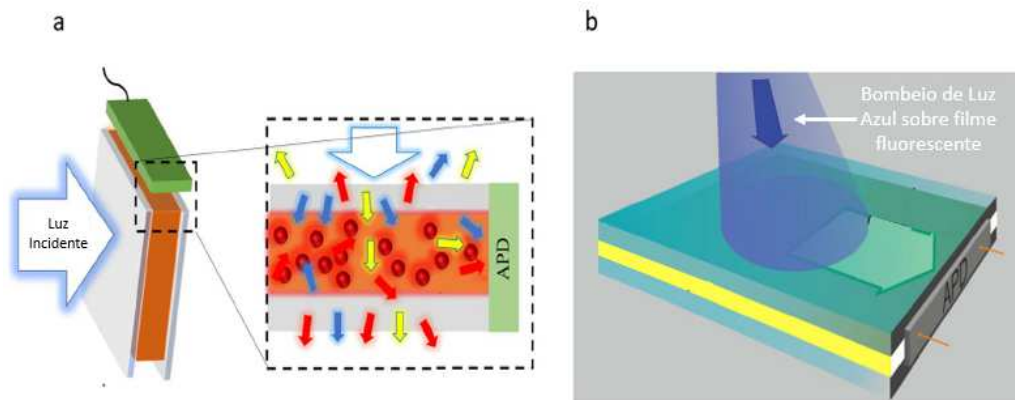 a
b
Luz
Incidente
APD
Bombeio de Luz
Azul sobre filme
fluorescente
APD